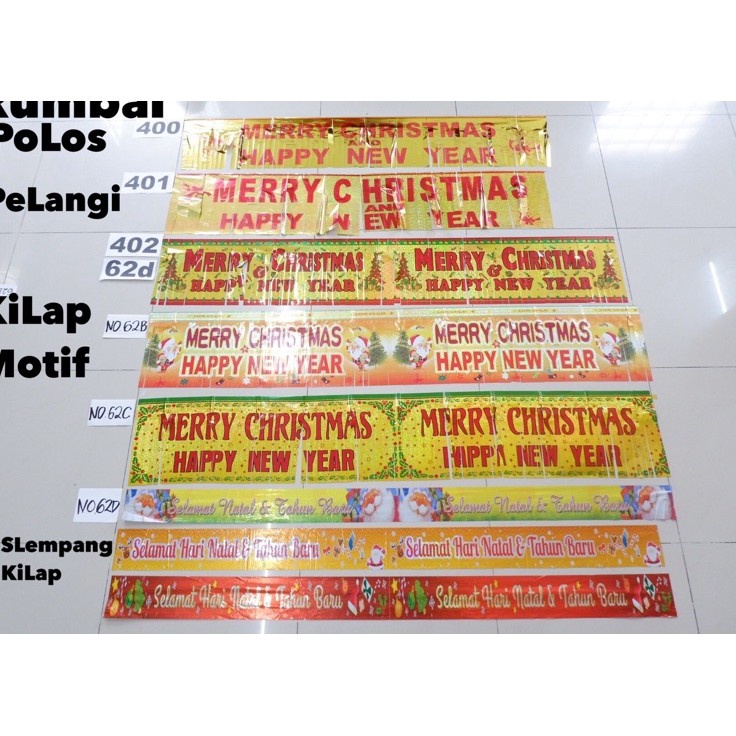 Rumbai
PoLos
400
MERRY CHRISTMAS
AND
HAPPY NEW YEAR
PeLangi
401
MERRY CHRISTMAS
AND
HAPPY NEW YEAR
402
62d
MERRY CHRISTMAS
&
HAPPY NEW YEAR
MERRY CHRISTMAS
&
HAPPY NEW YEAR
KiLap
Motif
NO 62B
MERRY CHRISTMAS
HAPPY NEW YEAR
MERRY CHRISTMAS
HAPPY NEW YEAR
NO 62C
MERRY CHRISTMAS
HAPPY NEW YEAR
MERRY CHRISTMAS
HAPPY NEW YEAR
NO 62D
Selamat Natal & Tahun Baru
Selamat Natal & Tahun Baru
SLempang
KiLap
Selamat Hari Natal & Tahun Baru
Selamat Hari Natal & Tahun Baru
Selamat Hari Natal & Tahun Baru
Selamat Hari Natal & Tahun Baru